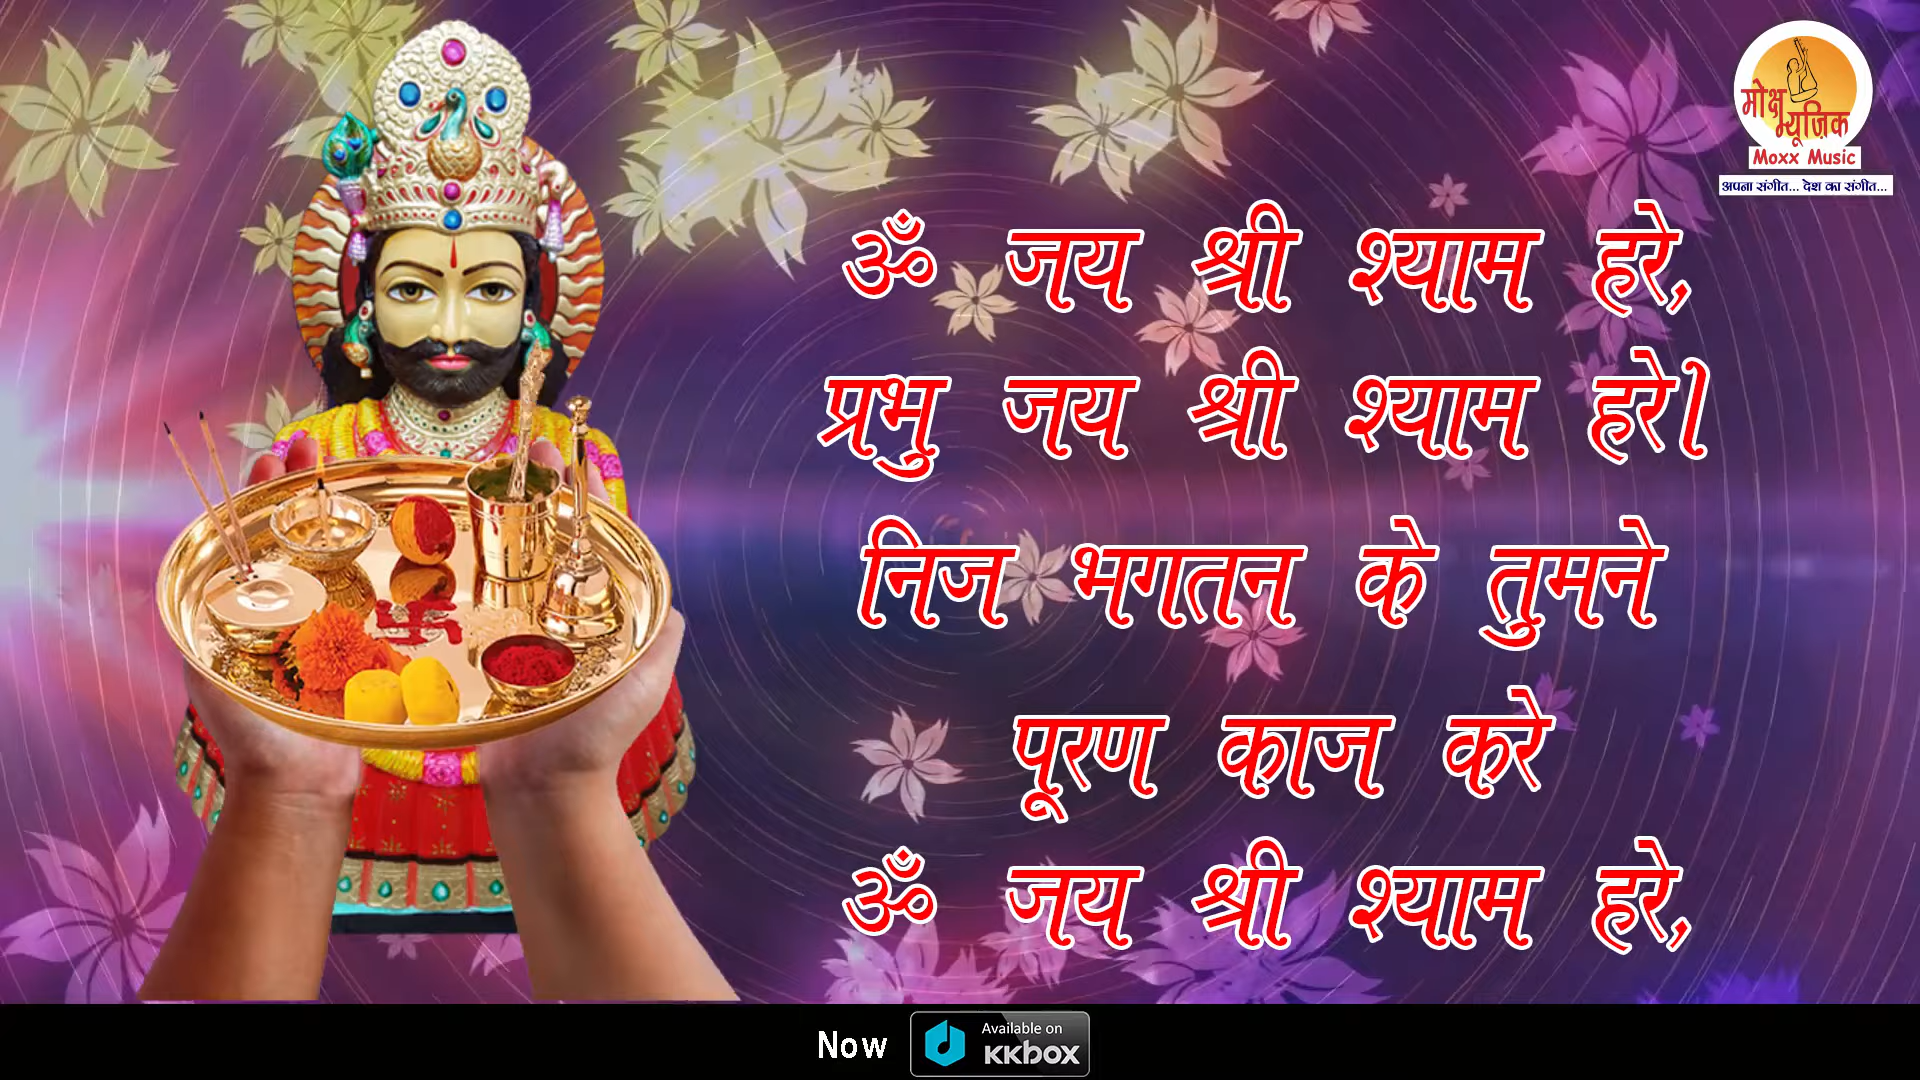 मोक्ष
म्यूज़िक
Moxx Music
अपना संगीत... देश का संगीत...
ॐ जय श्री श्याम हरे,
प्रभु जय श्री श्याम हरे।
निज भगतन के तुमने
पूरण काज करे
ॐ जय श्री श्याम हरे,
Now
Available on
KKBOX